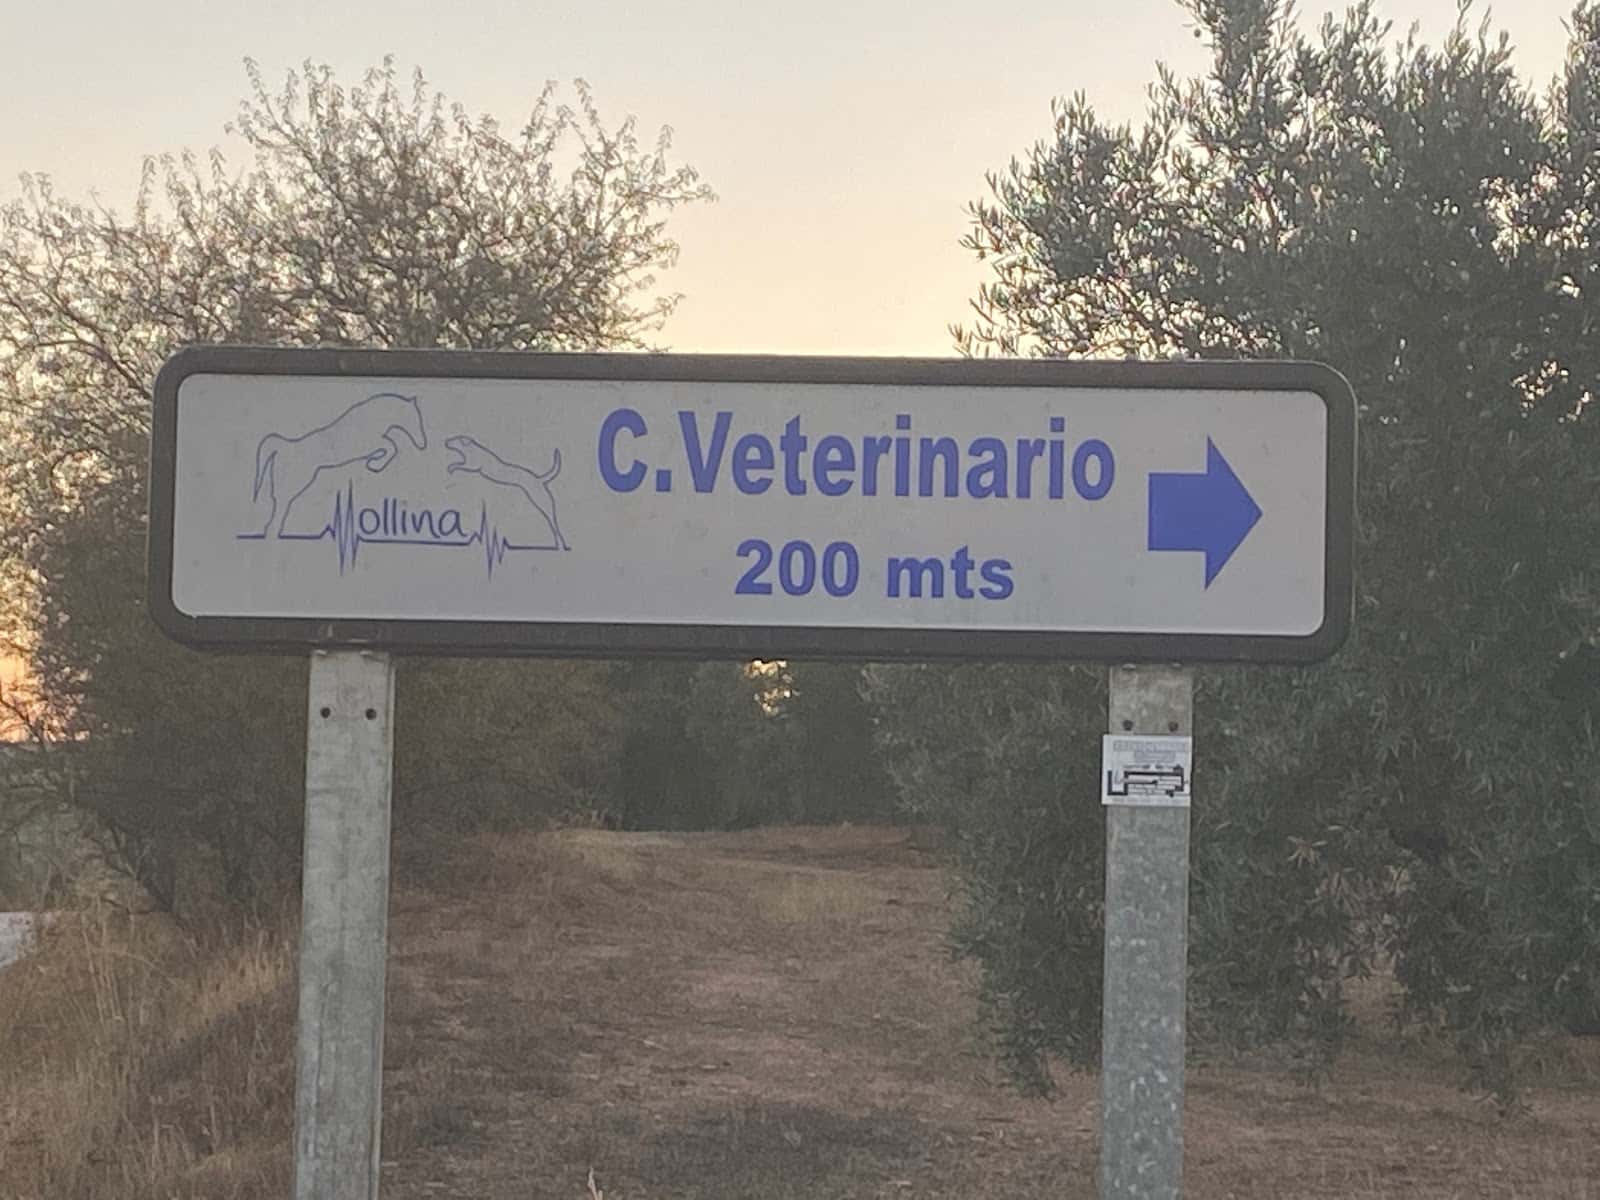 Mollina
C.Veterinario
200 mts